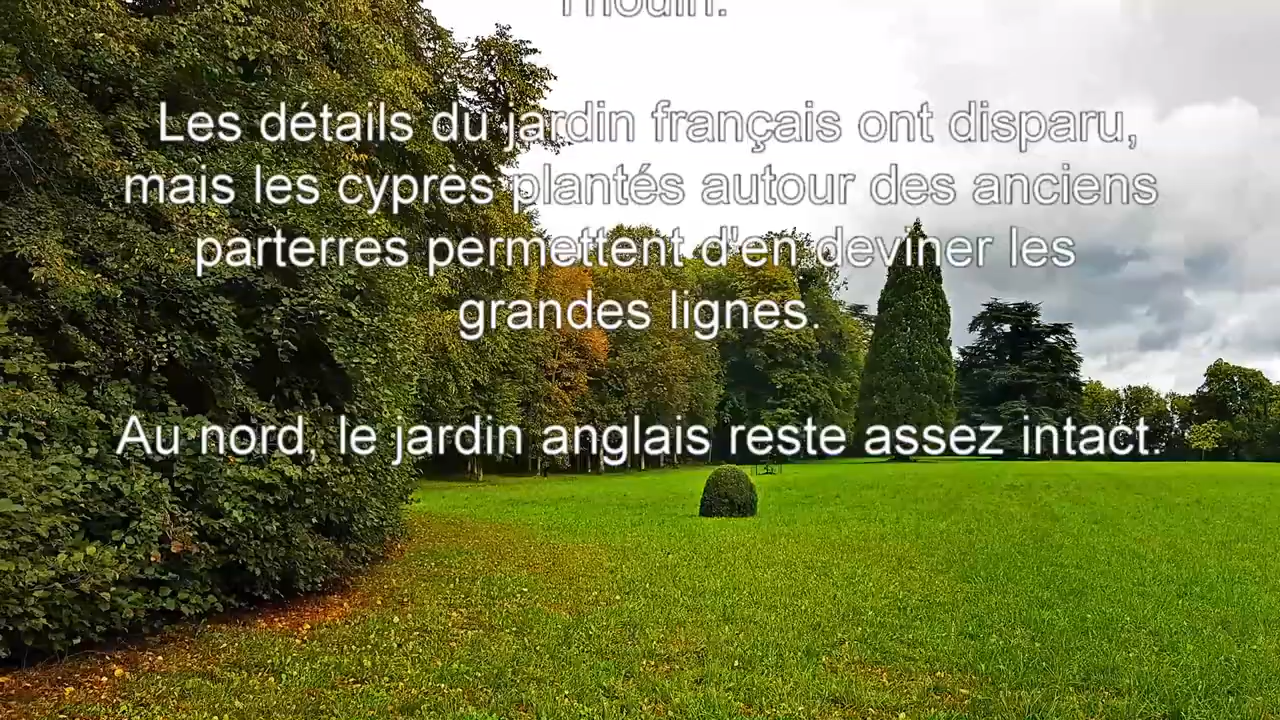 Les détails du jardin français ont disparu,
mais les cyprès plantés autour des anciens
parterres permettent d'en deviner les
grandes lignes.
Au nord, le jardin anglais reste assez intact.